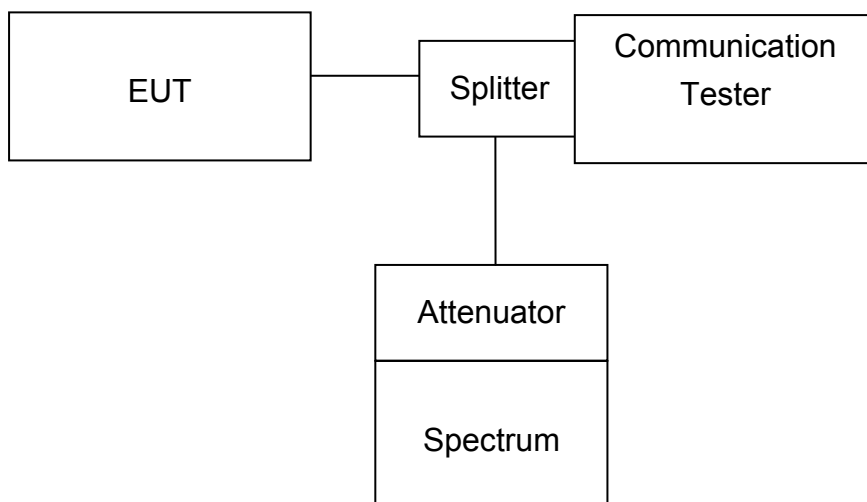 EUT
Splitter
Communication
Tester
Attenuator
Spectrum